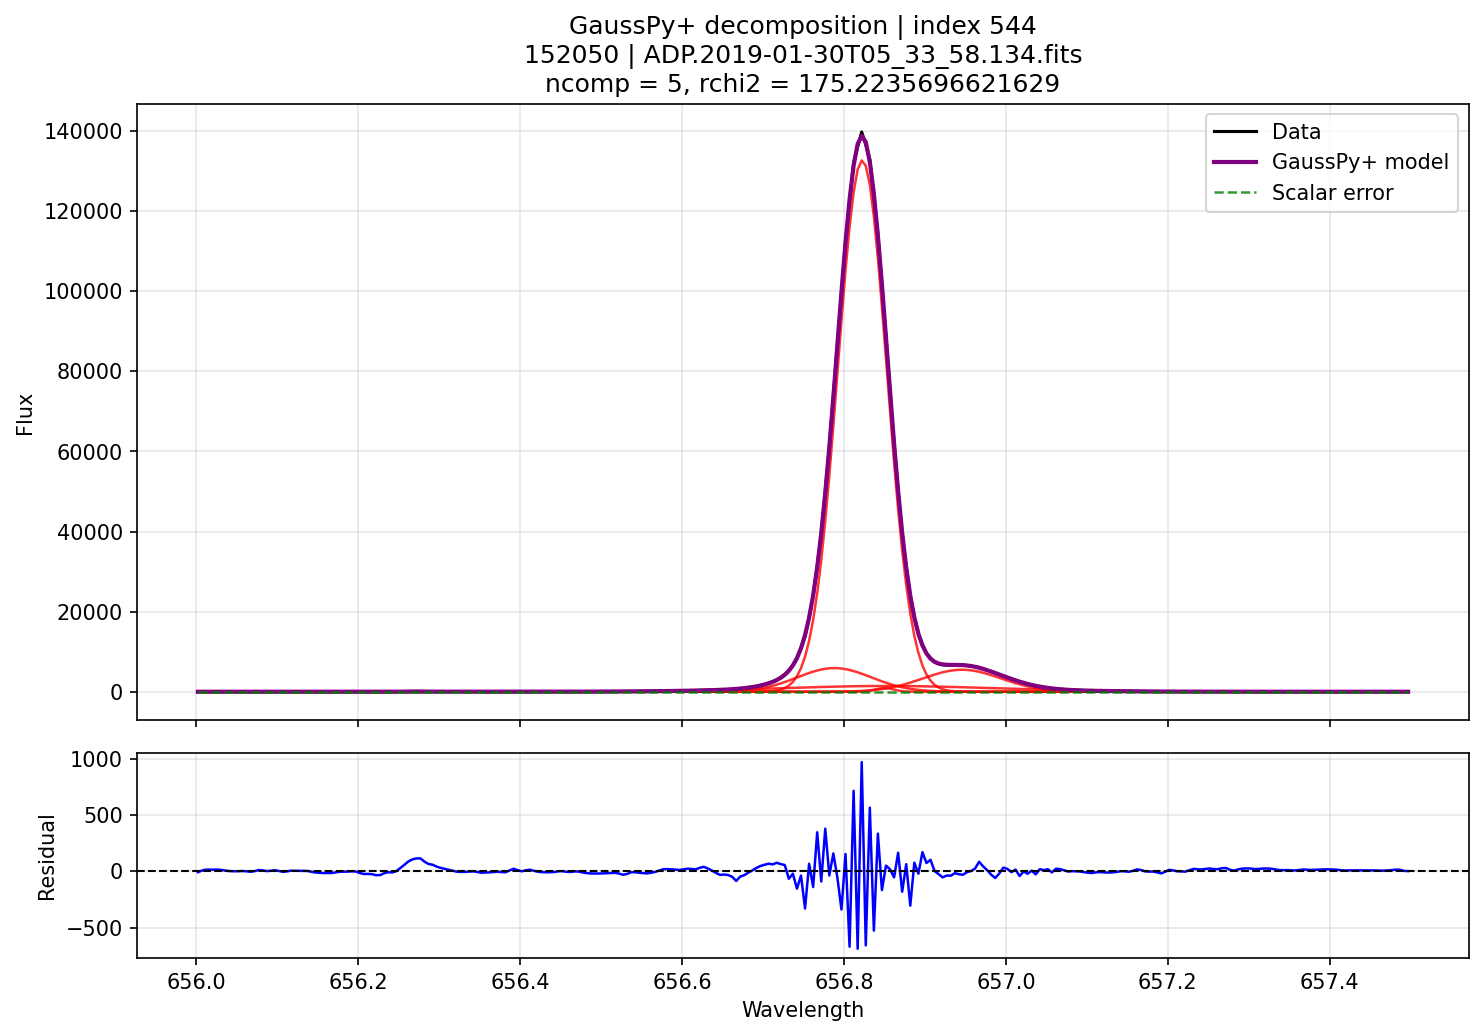 GaussPy+ decomposition | index 544
152050 | ADP.2019-01-30T05_33_58.134.fits
ncomp = 5, rchi2 = 175.2235696621629
Data
GaussPy+ model
Scalar error
Flux
140000
120000
100000
80000
60000
40000
20000
0
Residual
1000
500
0
−500
656.0
656.2
656.4
656.6
656.8
657.0
657.2
657.4
Wavelength